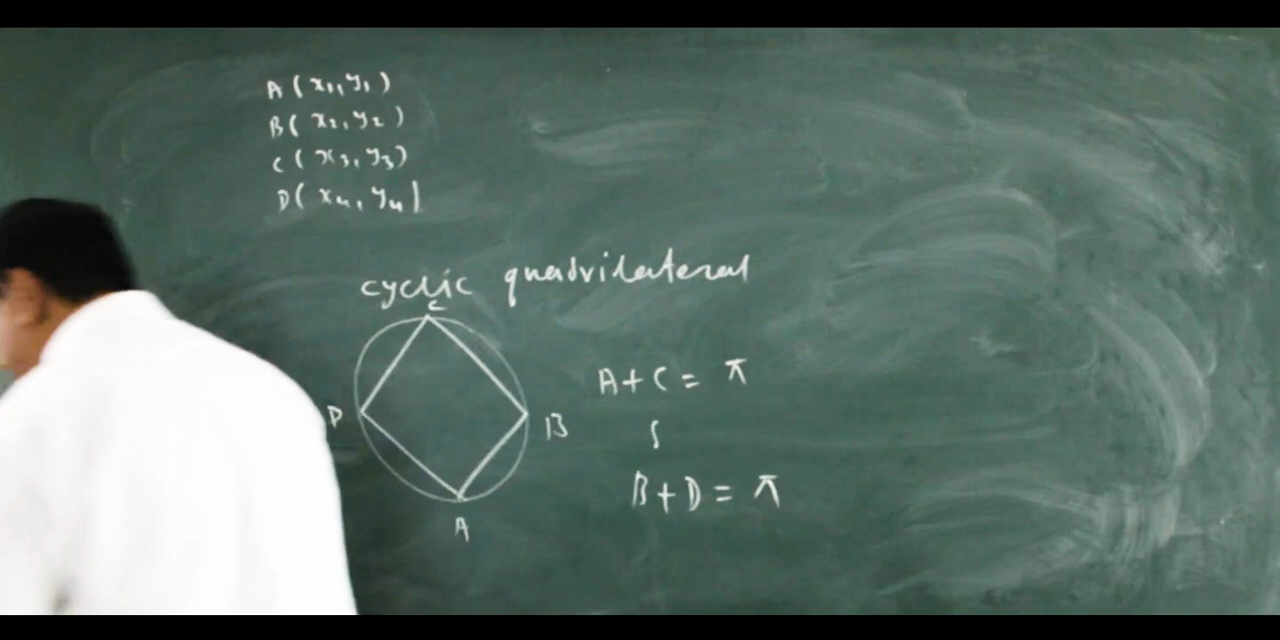 A(x₁,y₁)
B(x₂,y₂)
C(x₃,y₃)
D(x₄,y₄)
cyclic quadrilateral
C
D
B
A
A+C = π
B+D = π